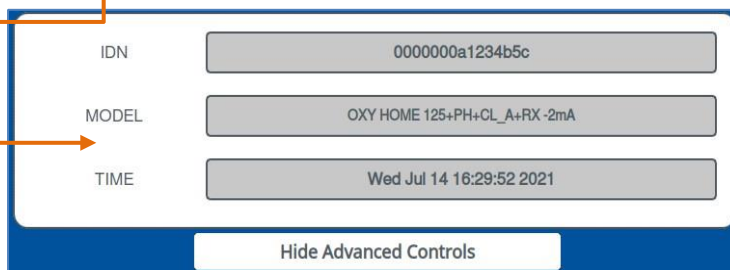 IDN 0000000a1234b5c
MODEL OXY HOME 125+PH+CL_A+RX -2mA
TIME Wed Jul 14 16:29:52 2021
Hide Advanced Controls